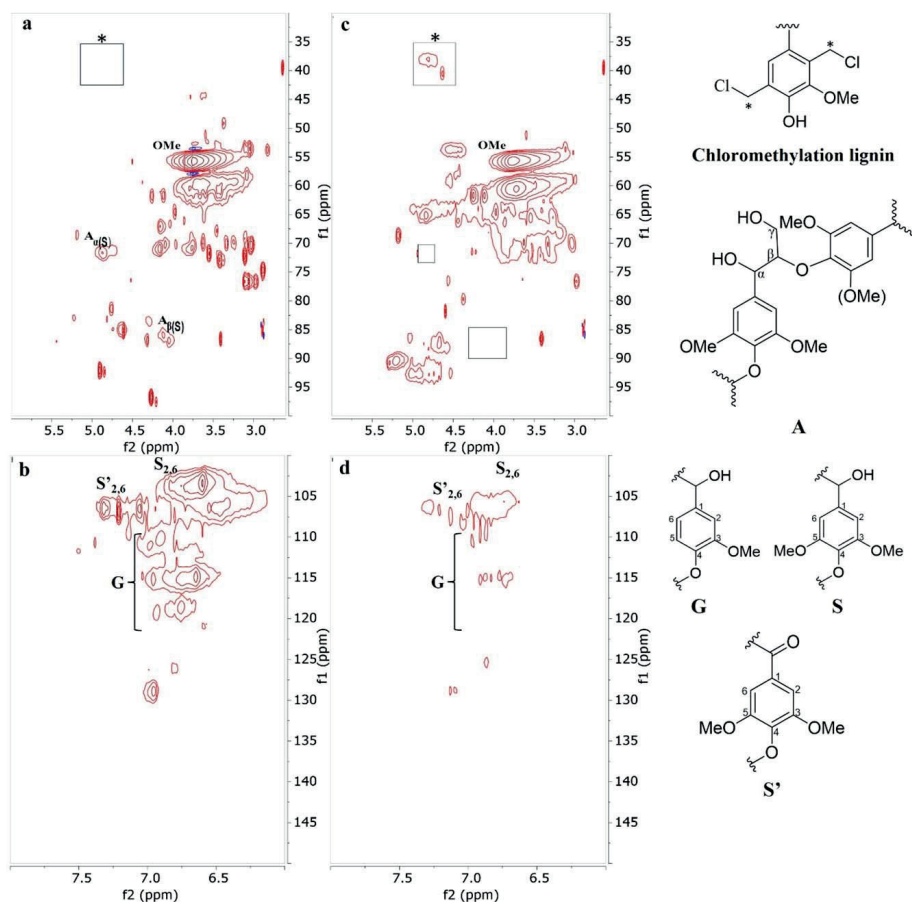 a
*
OMe
Aα(S)
Aβ(S)
35
40
45
50
55
60
65
70
75
80
85
90
95
f1 (ppm)
5.5 5.0 4.5 4.0 3.5 3.0
f2 (ppm)
c
*
OMe
35
40
45
50
55
60
65
70
75
80
85
90
95
f1 (ppm)
5.5 5.0 4.5 4.0 3.5 3.0
f2 (ppm)
b
S2,6
S'2,6
G
105
110
115
120
125
130
135
140
145
f1 (ppm)
7.5 7.0 6.5
f2 (ppm)
d
S2,6
S'2,6
G
105
110
115
120
125
130
135
140
145
f1 (ppm)
7.5 7.0 6.5 6.0
f2 (ppm)
*
Cl
Cl
*
OMe
OH
Chloromethylation lignin
HO
γ
MeO
HO
β
α
O
(OMe)
MeO
OMe
O
A
OH
1
6
2
5
3
4
OMe
O
G
OH
1
6
2
5
3
4
MeO
OMe
O
S
O
1
6
2
5
3
4
MeO
OMe
O
S'